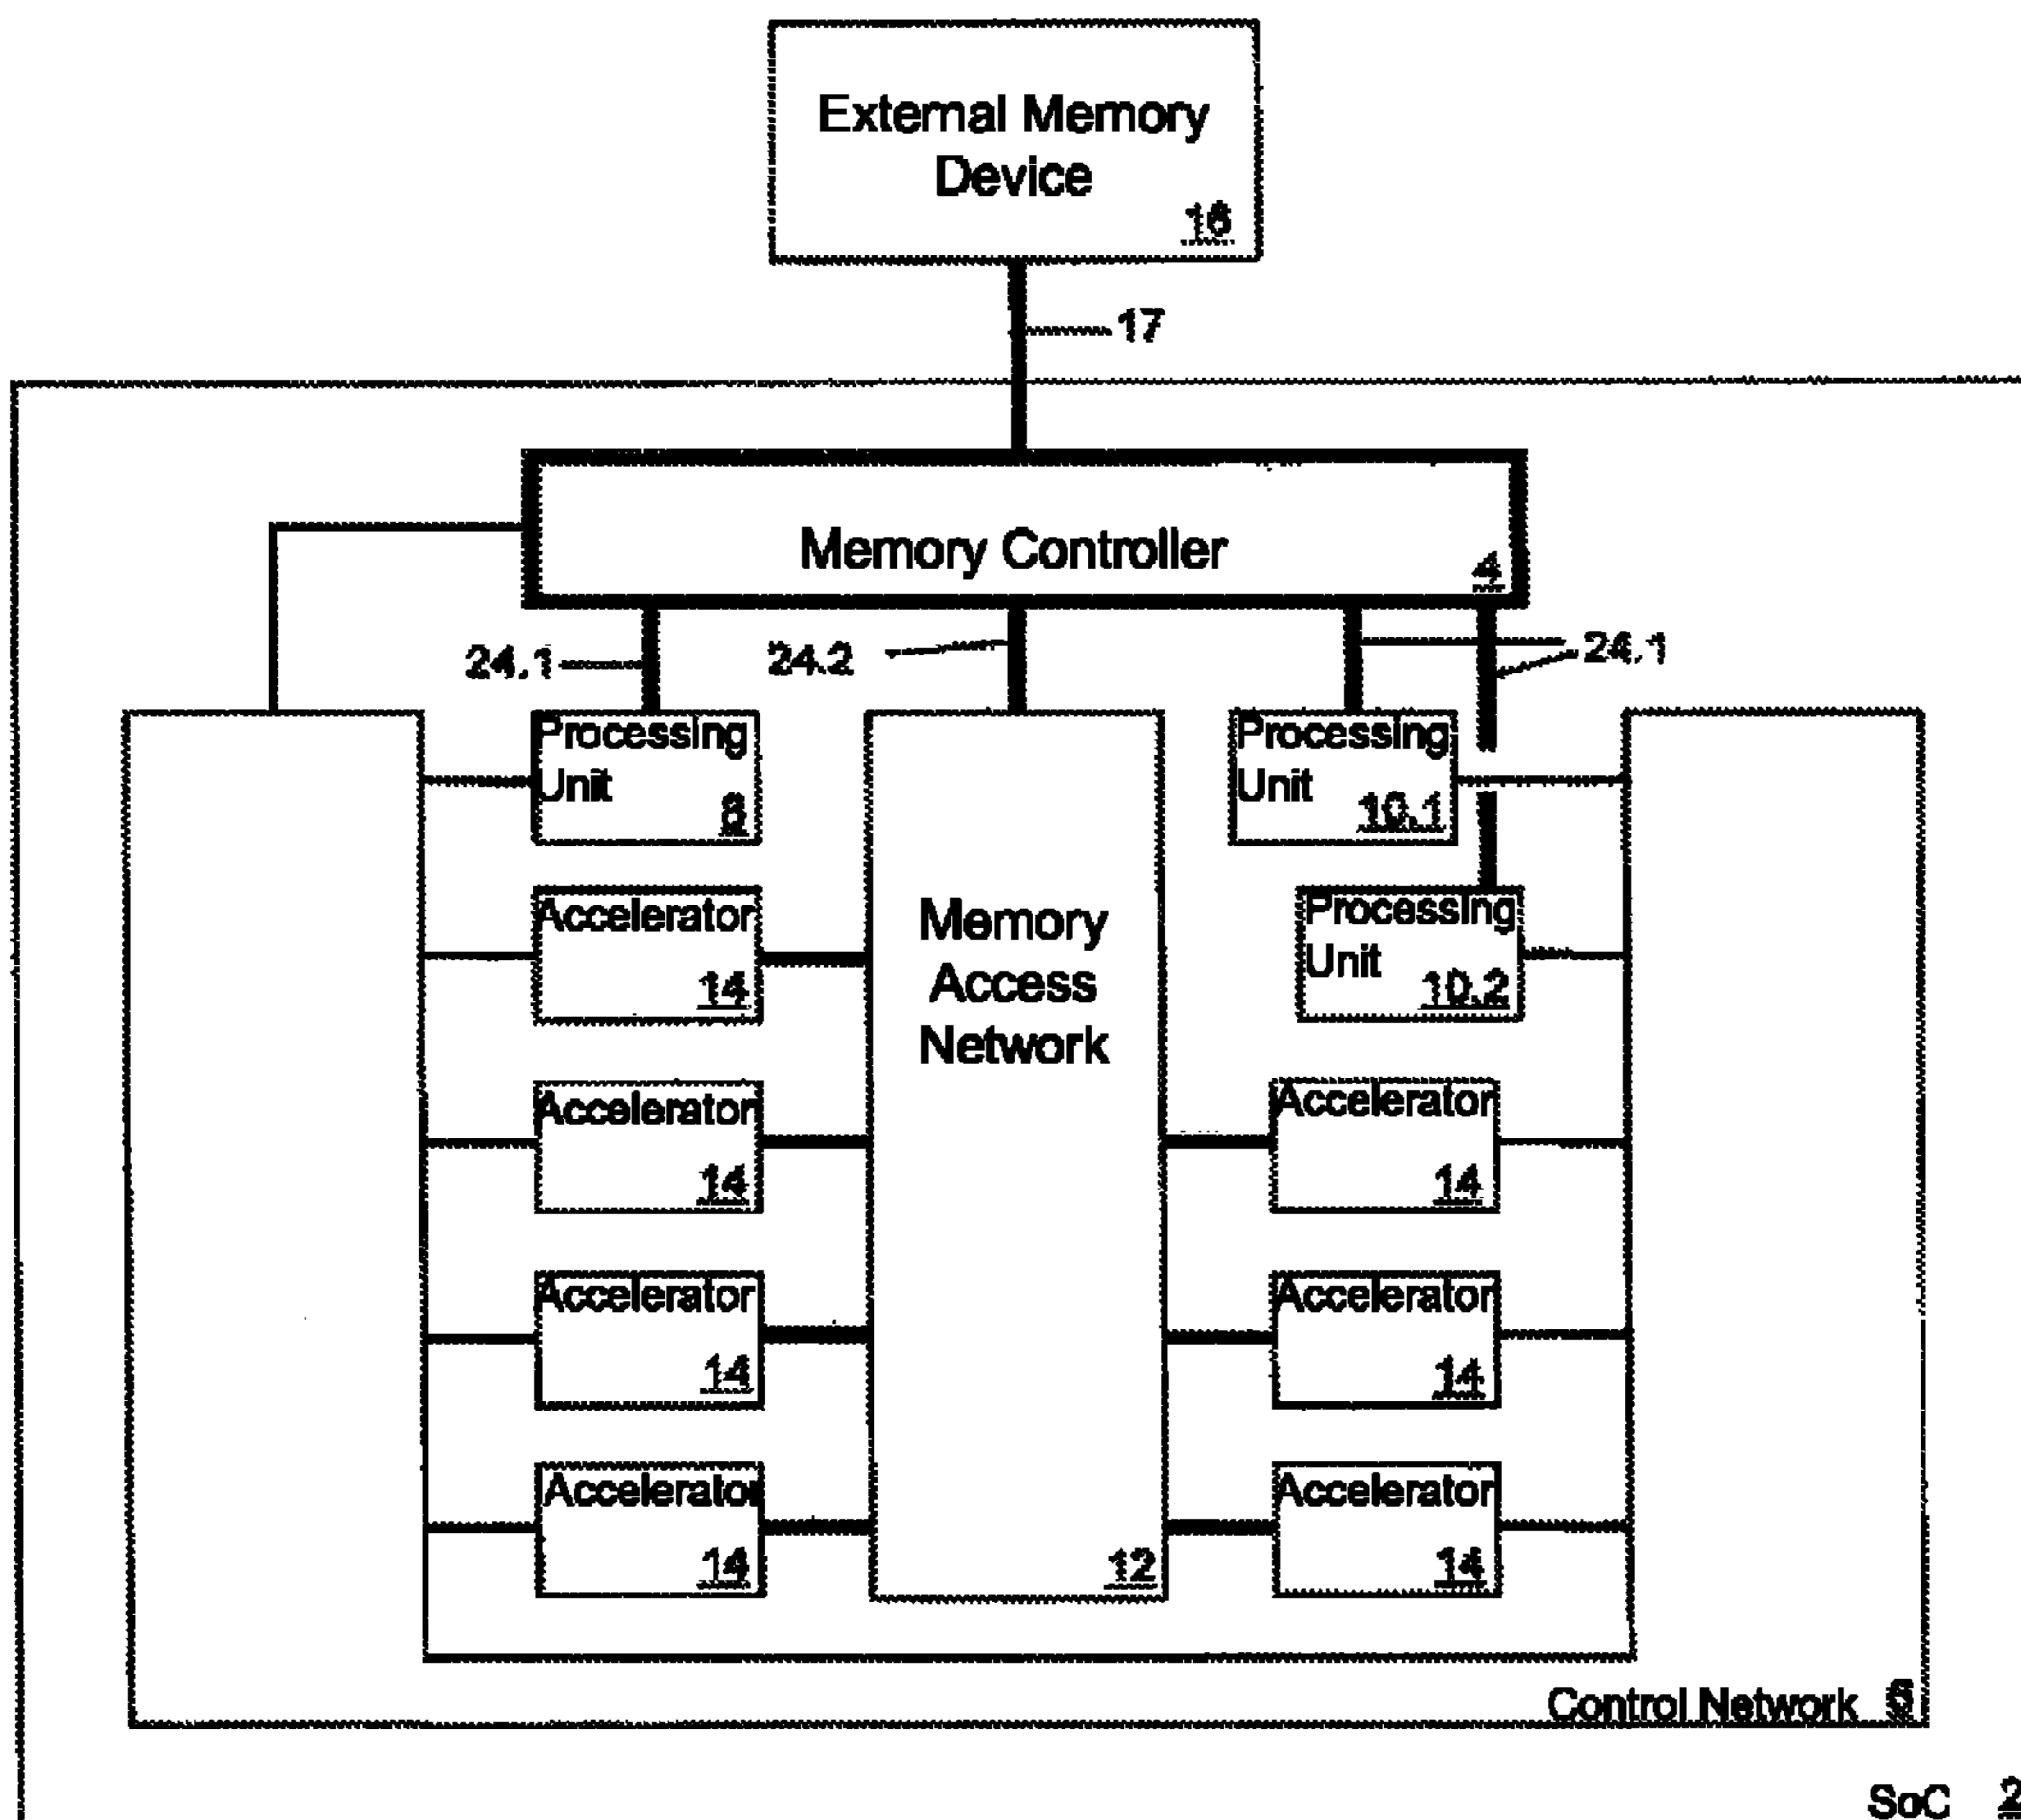 External Memory
Device
16
17
Memory Controller
4
24.1
24.2
24.1
Processing
Unit
Processing
Unit
10.1
Accelerator
14
Memory
Access
Network
Processing
Unit
10.2
Accelerator
14
Accelerator
14
Accelerator
14
Accelerator
14
Accelerator
14
12
Accelerator
14
Control Network
SoC 2